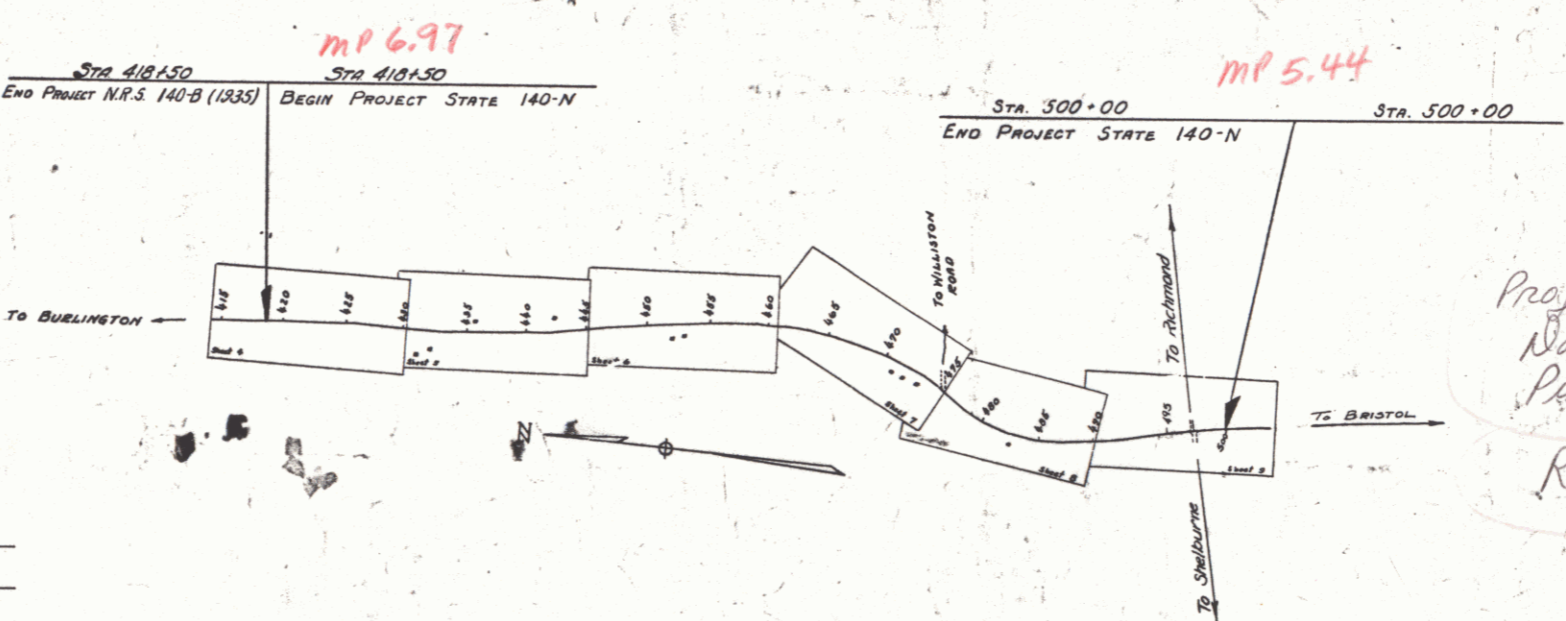 MP 6.97
MP 5.44
STA 418+50 STA 418+50
END PROJECT N.R.S. 140-B (1935) BEGIN PROJECT STATE 140-N
STA. 500+00 STA. 500+00
END PROJECT STATE 140-N
TO BURLINGTON
415 420 425 430 435 440 445 450 455 460 465 470 475 480 485 490 495 500
TO WILLISTON
ROAD
To Richmond
To Shelburne
TO BRISTOL
Sheet 4
Sheet 5
Sheet 6
Sheet 7
Sheet 8
Sheet 9
N